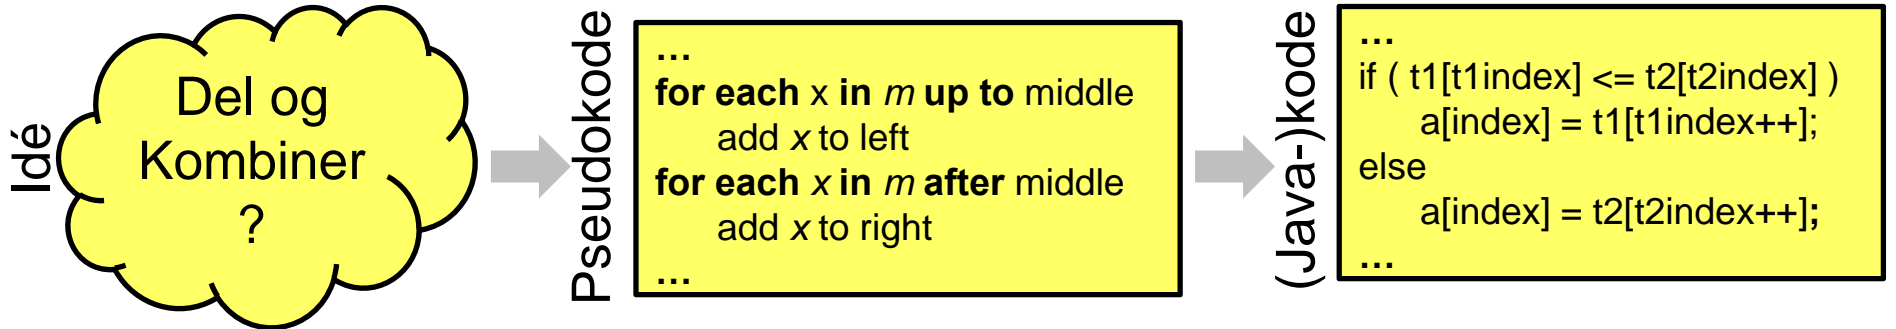 Idé
Del og
Kombiner
?
Pseudokode
...
for each x in m up to middle
add x to left
for each x in m after middle
add x to right
...
(Java-)kode
...
if ( t1[t1index] <= t2[t2index] )
a[index] = t1[t1index++];
else
a[index] = t2[t2index++];
...